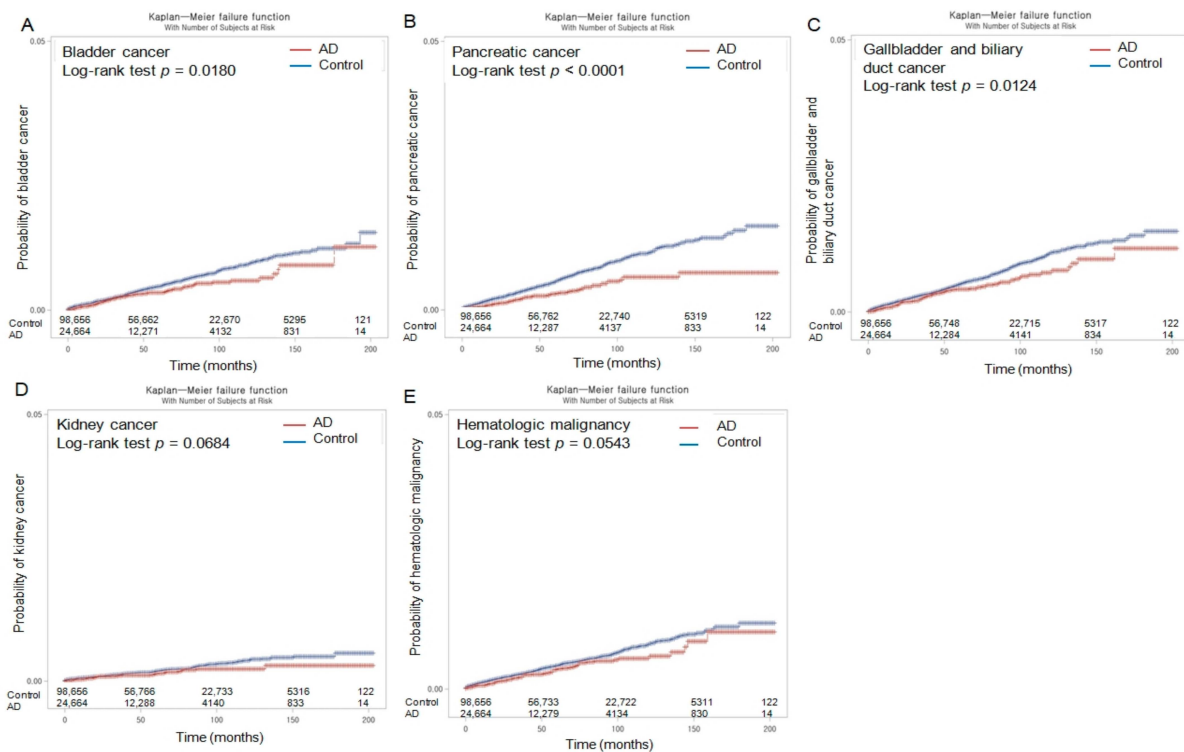 A
Kaplan—Meier failure function
With Number of Subjects at Risk
0.05
Bladder cancer
Log-rank test p = 0.0180
AD
Control
Probability of bladder cancer
0.00
Control 98,656 56,662 22,670 5295 121
AD 24,664 12,271 4132 831 14
0 50 100 150 200
Time (months)
B
Kaplan—Meier failure function
With Number of Subjects at Risk
0.05
Pancreatic cancer
Log-rank test p < 0.0001
AD
Control
Probability of pancreatic cancer
0.00
Control 98,656 56,762 22,740 5319 122
AD 24,664 12,287 4137 833 14
0 50 100 150 200
Time (months)
C
Kaplan—Meier failure function
With Number of Subjects at Risk
0.05
Gallbladder and biliary
duct cancer
Log-rank test p = 0.0124
AD
Control
Probability of gallbladder and
biliary duct cancer
0.00
Control 98,656 56,748 22,715 5317 122
AD 24,664 12,284 4141 834 14
0 50 100 150 200
Time (months)
D
Kaplan—Meier failure function
With Number of Subjects at Risk
0.05
Kidney cancer
Log-rank test p = 0.0684
AD
Control
Probability of kidney cancer
0.00
Control 98,656 56,766 22,733 5316 122
AD 24,664 12,288 4140 833 14
0 50 100 150 200
Time (months)
E
Kaplan—Meier failure function
With Number of Subjects at Risk
0.05
Hematologic malignancy
Log-rank test p = 0.0543
AD
Control
Probability of hematologic malignancy
0.00
Control 98,656 56,733 22,722 5311 122
AD 24,664 12,279 4134 830 14
0 50 100 150 200
Time (months)